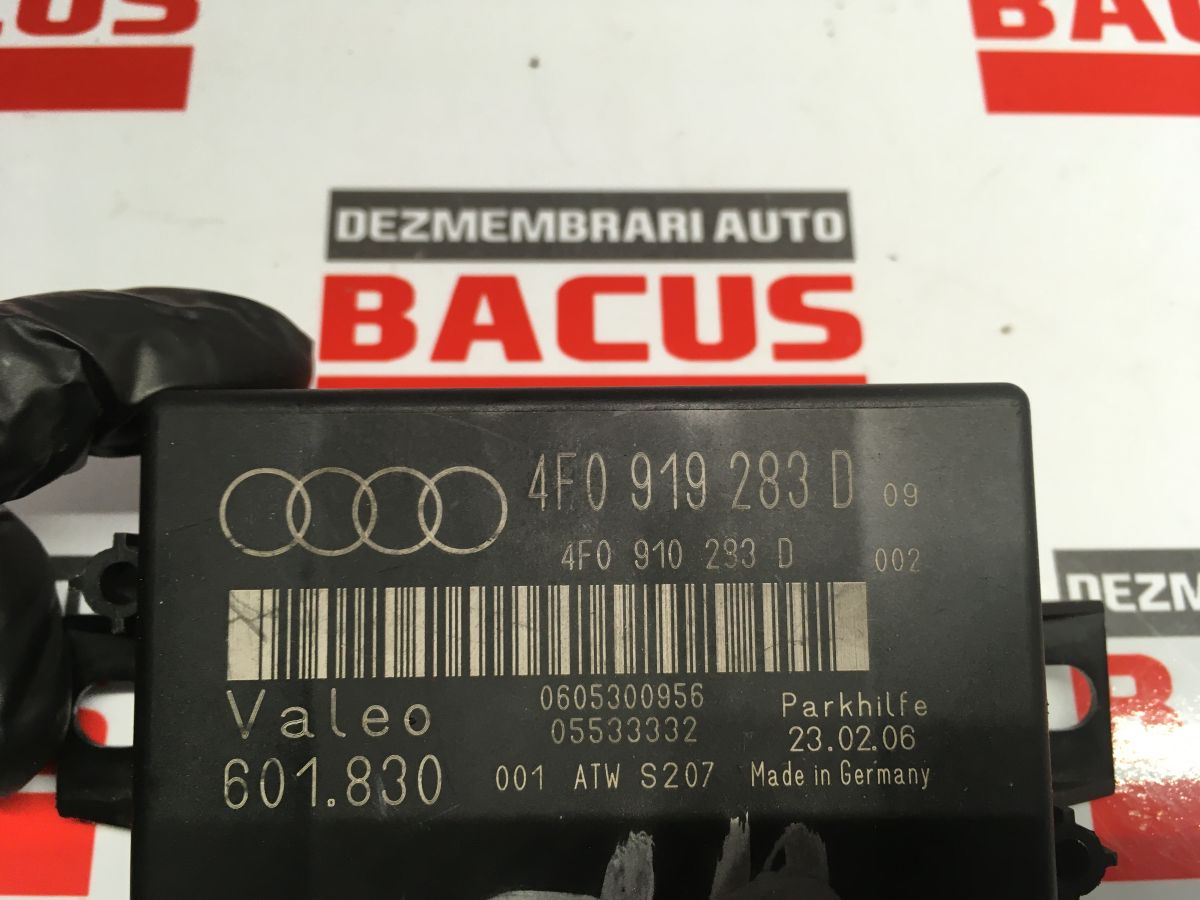 BACUS
DEZMEMBRARI AUTO
BACUS
4F0 919 283 D 09
4F0 910 283 D 002
Valeo
0605300956
05533332
Parkhilfe
23.02.06
601.830
001 ATW S207
Made in Germany